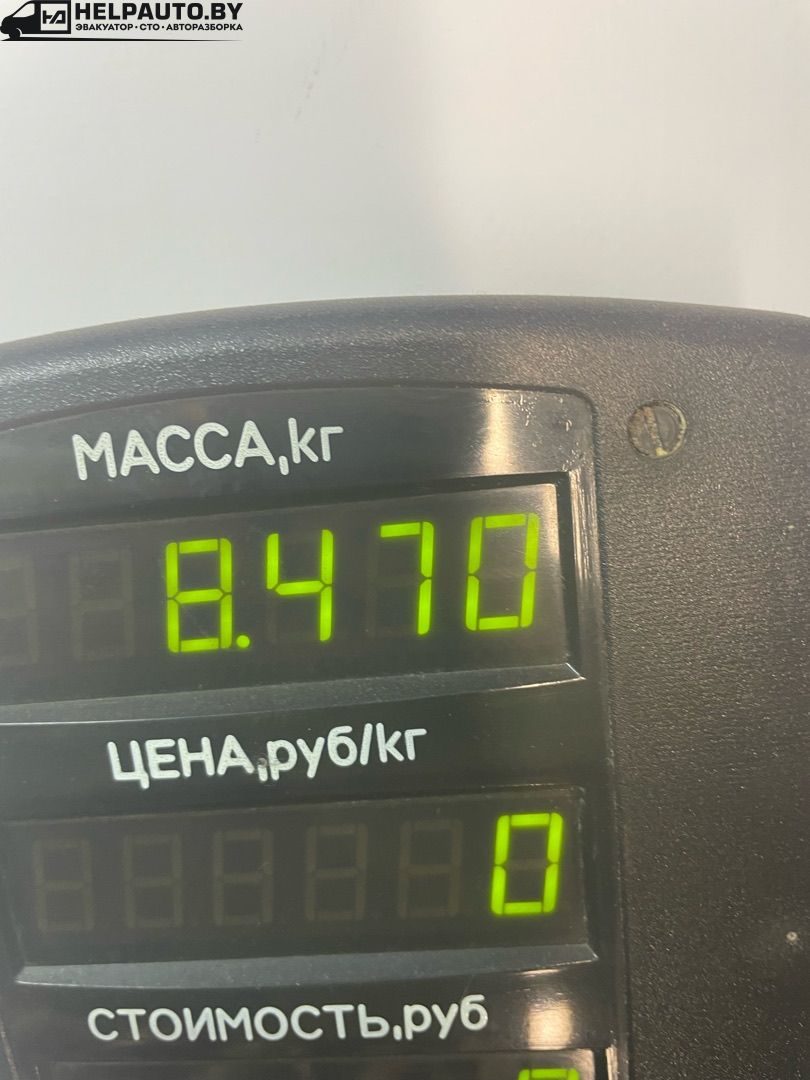 HELPAUTO.BY
ЭВАКУАТОР • СТО • АВТОРАЗБОРКА
МАССА,кг
8.470
ЦЕНА,руб/кг
0
СТОИМОСТЬ,руб